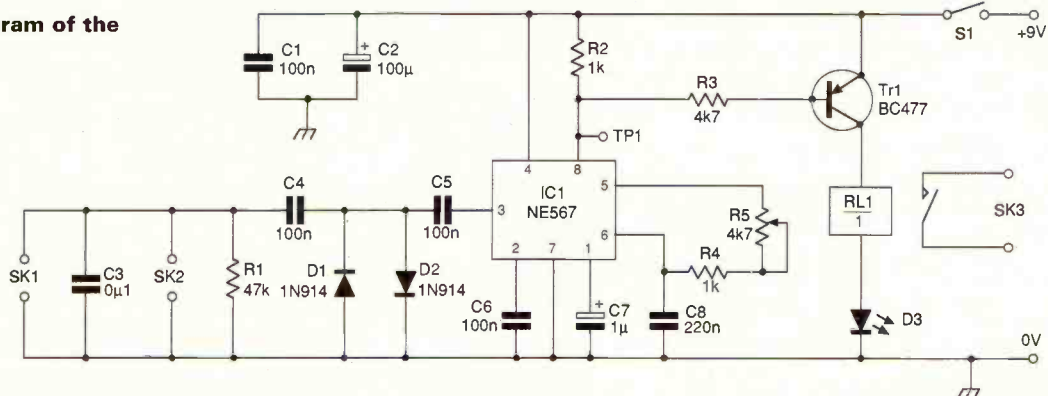 ram of the
C1
100n
+
C2
100µ
R2
1k
R3
4k7
Tr1
BC477
S1
+9V
TP1
4
8
IC1
NE567
3
5
6
2
7
1
C4
100n
C5
100n
R5
4k7
R4
1k
RL1
1
SK3
SK1
C3
0µ1
SK2
R1
47k
D1
1N914
D2
1N914
C6
100n
+
C7
1µ
C8
220n
D3
0V